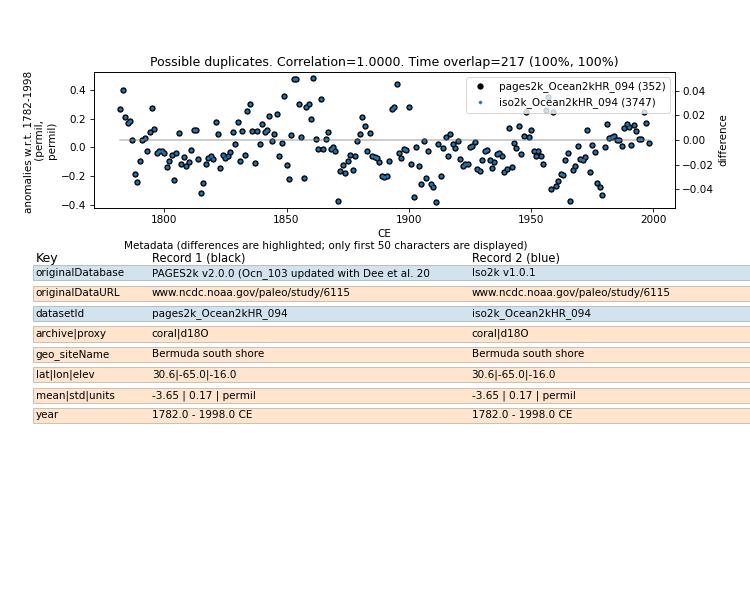 Possible duplicates. Correlation=1.0000. Time overlap=217 (100%, 100%)
anomalies w.r.t. 1782-1998
(permil,
permil)
0.4
0.2
0.0
−0.2
−0.4
pages2k_Ocean2kHR_094 (352)
iso2k_Ocean2kHR_094 (3747)
0.04
0.02
0.00
−0.02
−0.04
difference
1800
1850
1900
1950
2000
CE
Metadata (differences are highlighted; only first 50 characters are displayed)
Key Record 1 (black) Record 2 (blue)
originalDatabase PAGES2k v2.0.0 (Ocn_103 updated with Dee et al. 20 Iso2k v1.0.1
originalDataURL www.ncdc.noaa.gov/paleo/study/6115 www.ncdc.noaa.gov/paleo/study/6115
datasetId pages2k_Ocean2kHR_094 iso2k_Ocean2kHR_094
archive|proxy coral|d18O coral|d18O
geo_siteName Bermuda south shore Bermuda south shore
lat|lon|elev 30.6|-65.0|-16.0 30.6|-65.0|-16.0
mean|std|units -3.65 | 0.17 | permil -3.65 | 0.17 | permil
year 1782.0 - 1998.0 CE 1782.0 - 1998.0 CE